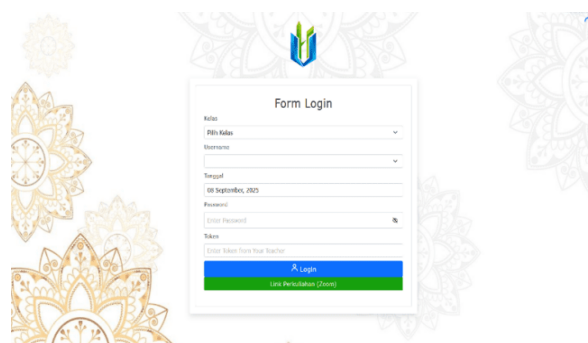 Form Login
Kelas
Pilih Kelas
Username
Tanggal
08 September, 2025
Password
Enter Password
Token
Enter Token from Your Teacher
Login
Link Perkuliahan (Zoom)